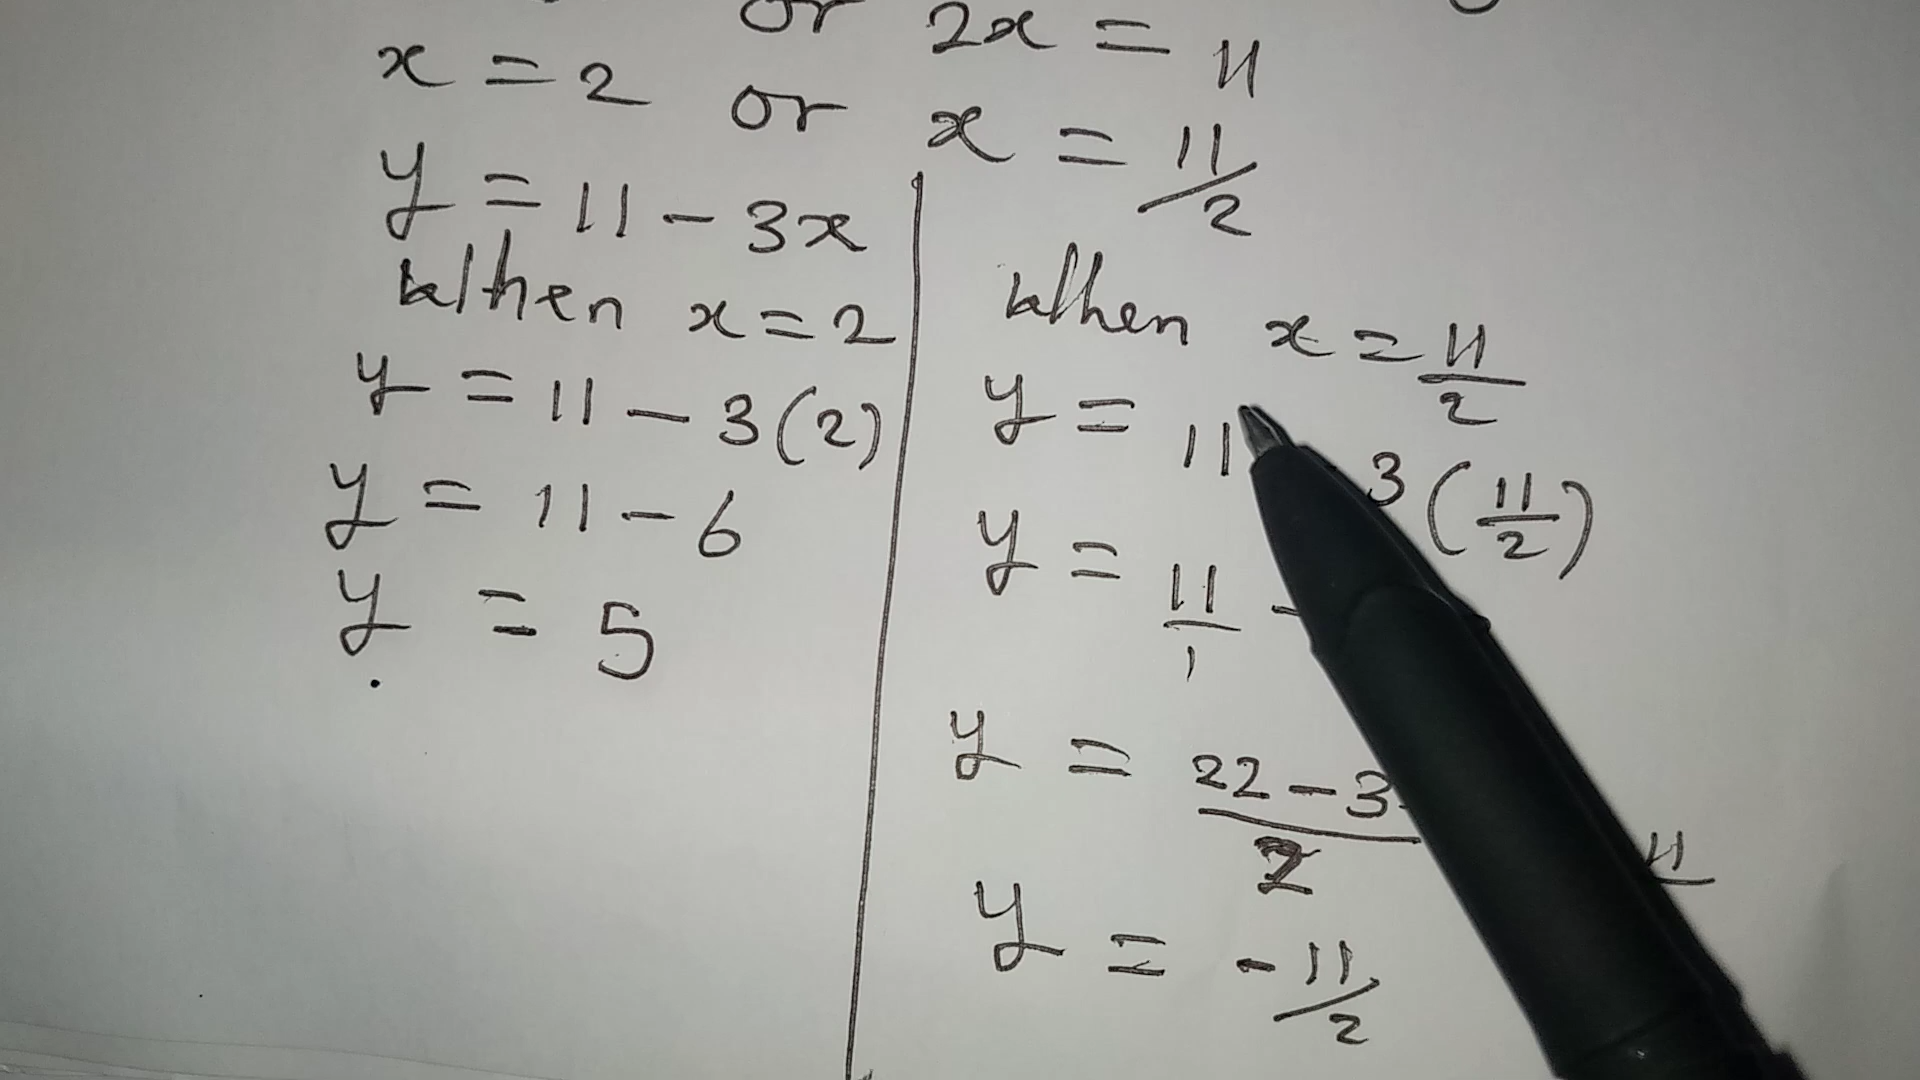 or 2x = 11
x = 2 or x = 11/2
y = 11 - 3x
When x = 2
y = 11 - 3(2)
y = 11 - 6
y = 5
When x = 11/2
y = 11 - 3(11/2)
y = 11/1 -
y = 22 - 3 / 2
11
y = -11/2